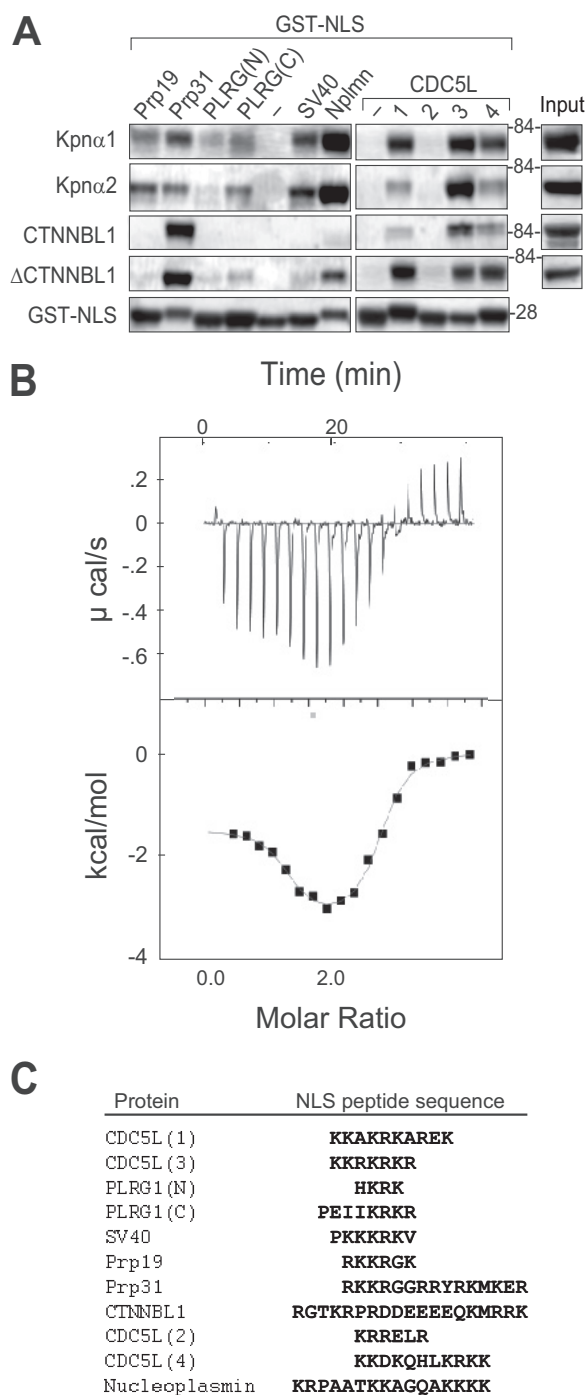 A
GST-NLS
Prp19 Prp31 PLRG(N) PLRG(C) – SV40 Nplmn
CDC5L
– 1 2 3 4
Input
Kpnα1
84-
Kpnα2
84-
CTNNBL1
-84-
ΔCTNNBL1
84-
GST-NLS
-28
B
Time (min)
0 20
.2
0
-.2
-.4
-.6
µ cal/s
0
-2
-4
kcal/mol
0.0 2.0
Molar Ratio
C
Protein NLS peptide sequence
CDC5L(1) KKAKRKAREK
CDC5L(3) KKRKRKR
PLRG1(N) HKRK
PLRG1(C) PEIIKRKR
SV40 PKKKRKV
Prp19 RKKRGK
Prp31 RKKRGGRRYRKMKER
CTNNBL1 RGTKRPRDDEEEEQKMRRK
CDC5L(2) KRRELR
CDC5L(4) KKDKQHLKRKK
Nucleoplasmin KRPAATKKAGQAKKKK